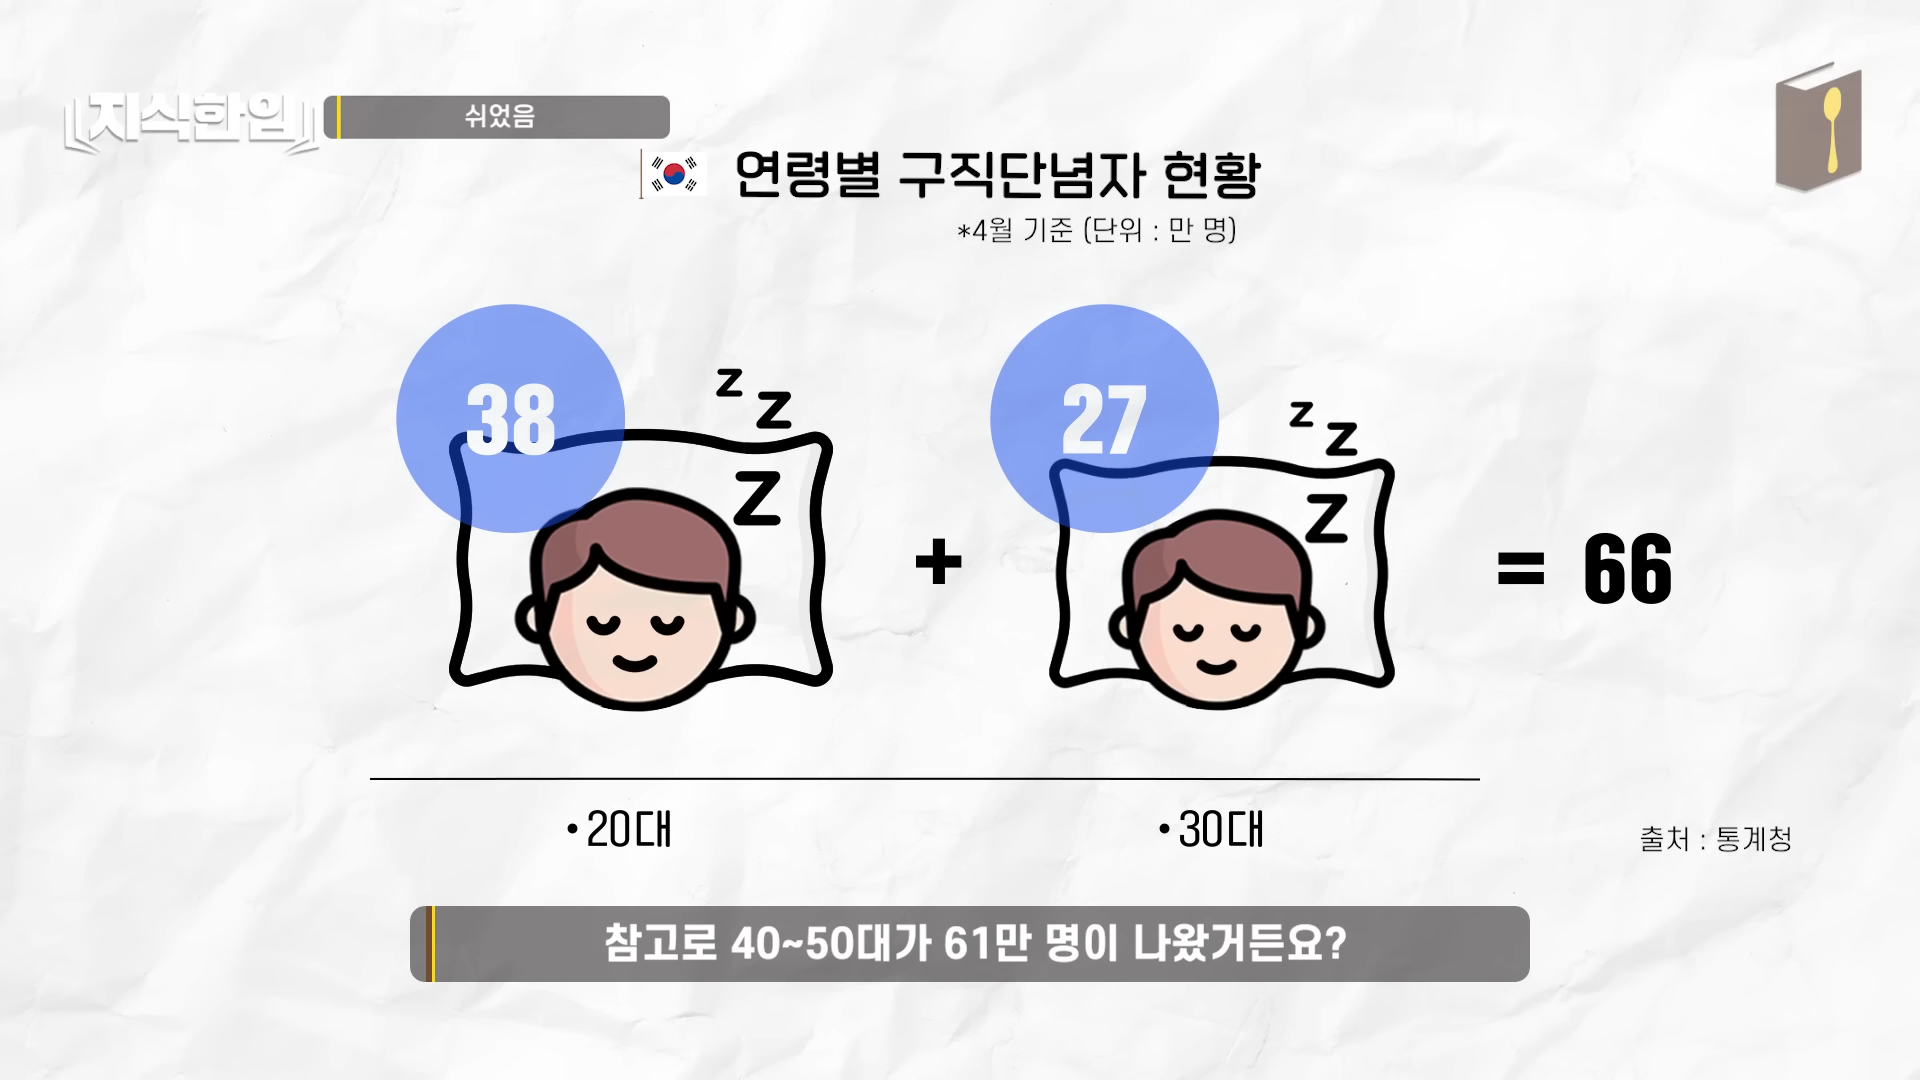 지식한입
쉬었음
연령별 구직단념자 현황
*4월 기준 (단위 : 만 명)
38
z
z
Z
+
27
z
z
Z
= 66
•20대
•30대
출처 : 통계청
참고로 40~50대가 61만 명이 나왔거든요?